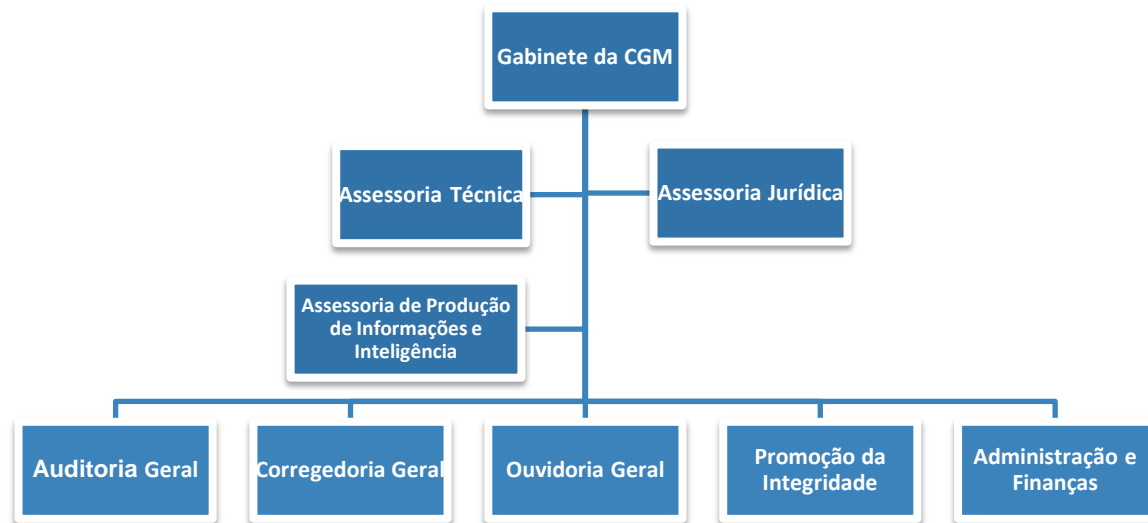 Gabinete da CGM
Assessoria Técnica
Assessoria Jurídica
Assessoria de Produção
de Informações e
Inteligência
Auditoria Geral
Corregedoria Geral
Ouvidoria Geral
Promoção da
Integridade
Administração e
Finanças